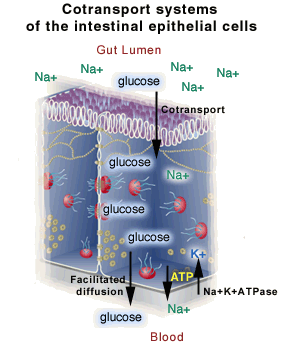 Cotransport systems
of the intestinal epithelial cells
Gut Lumen
Na+ Na+ Na+ Na+
Na+ glucose Na+
Cotransport
glucose
Na+
glucose
glucose
K+
Facilitated
diffusion
ATP
Na+K+ATPase
Na+
glucose
Blood